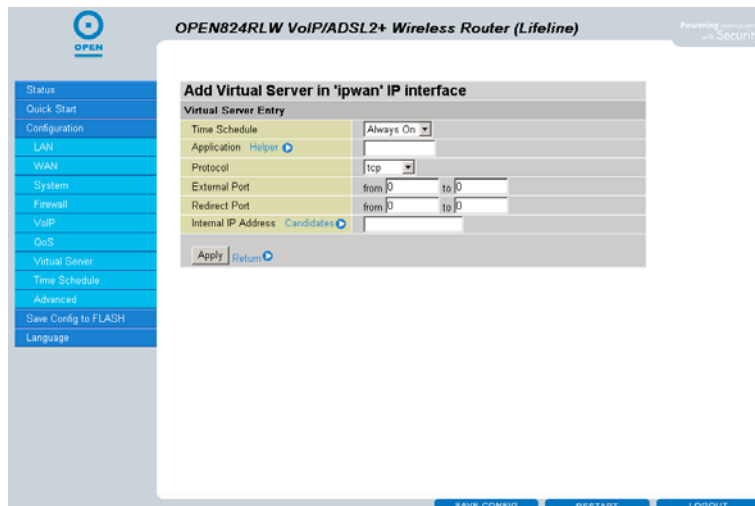 OPEN
OPEN824RLW VoIP/ADSL2+ Wireless Router (Lifeline)
Powering
with Securit
Status
Quick Start
Configuration
LAN
WAN
System
Firewall
VoIP
QoS
Virtual Server
Time Schedule
Advanced
Save Config to FLASH
Language
Add Virtual Server in 'ipwan' IP interface
Virtual Server Entry
Time Schedule Always On
Application Helper
Protocol tcp
External Port from 0 to 0
Redirect Port from 0 to 0
Internal IP Address Candidates
Apply Return
SAVE CONFIG RESTART LOGOUT